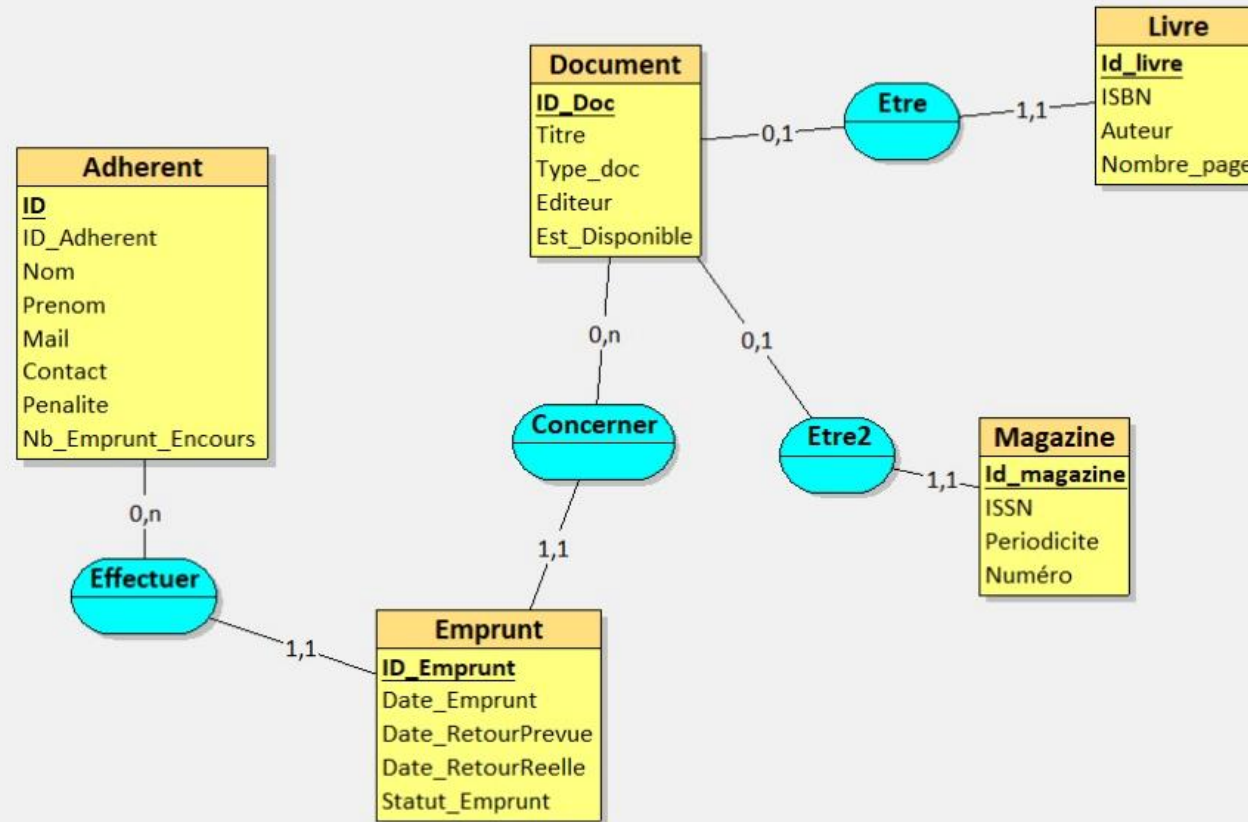 Livre
Id_livre
ISBN
Auteur
Nombre_page
Document
ID_Doc
Titre
Type_doc
Editeur
Est_Disponible
Etre
0,1
1,1
Adherent
ID
ID_Adherent
Nom
Prenom
Mail
Contact
Penalite
Nb_Emprunt_Encours
0,n
0,1
Concerner
Etre2
Magazine
Id_magazine
ISSN
Periodicite
Numéro
1,1
0,n
1,1
Effectuer
1,1
Emprunt
ID_Emprunt
Date_Emprunt
Date_RetourPrevue
Date_RetourReelle
Statut_Emprunt